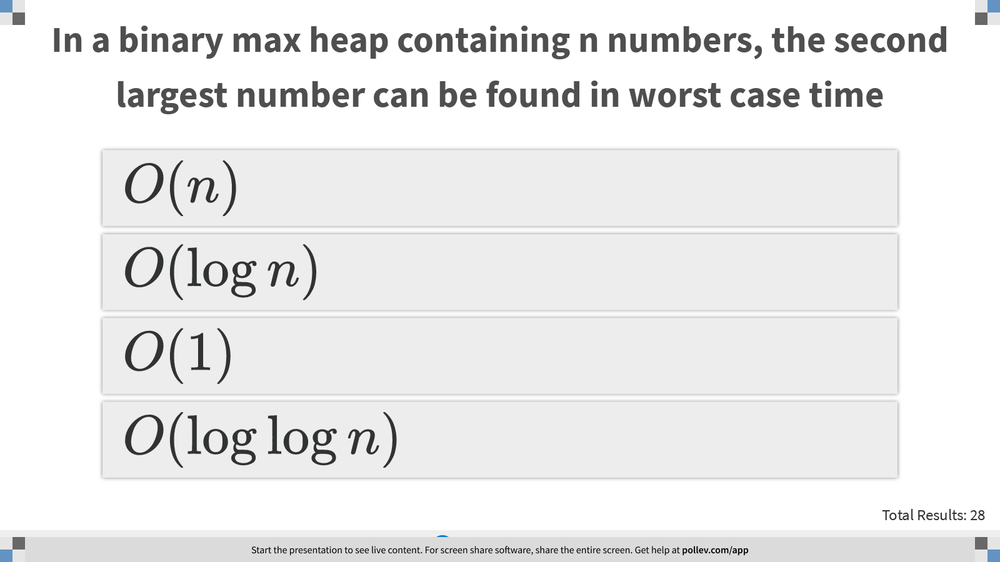 In a binary max heap containing n numbers, the second
largest number can be found in worst case time
O(n)
O(log n)
O(1)
O(log log n)
Total Results: 28
Start the presentation to see live content. For screen share software, share the entire screen. Get help at pollev.com/app